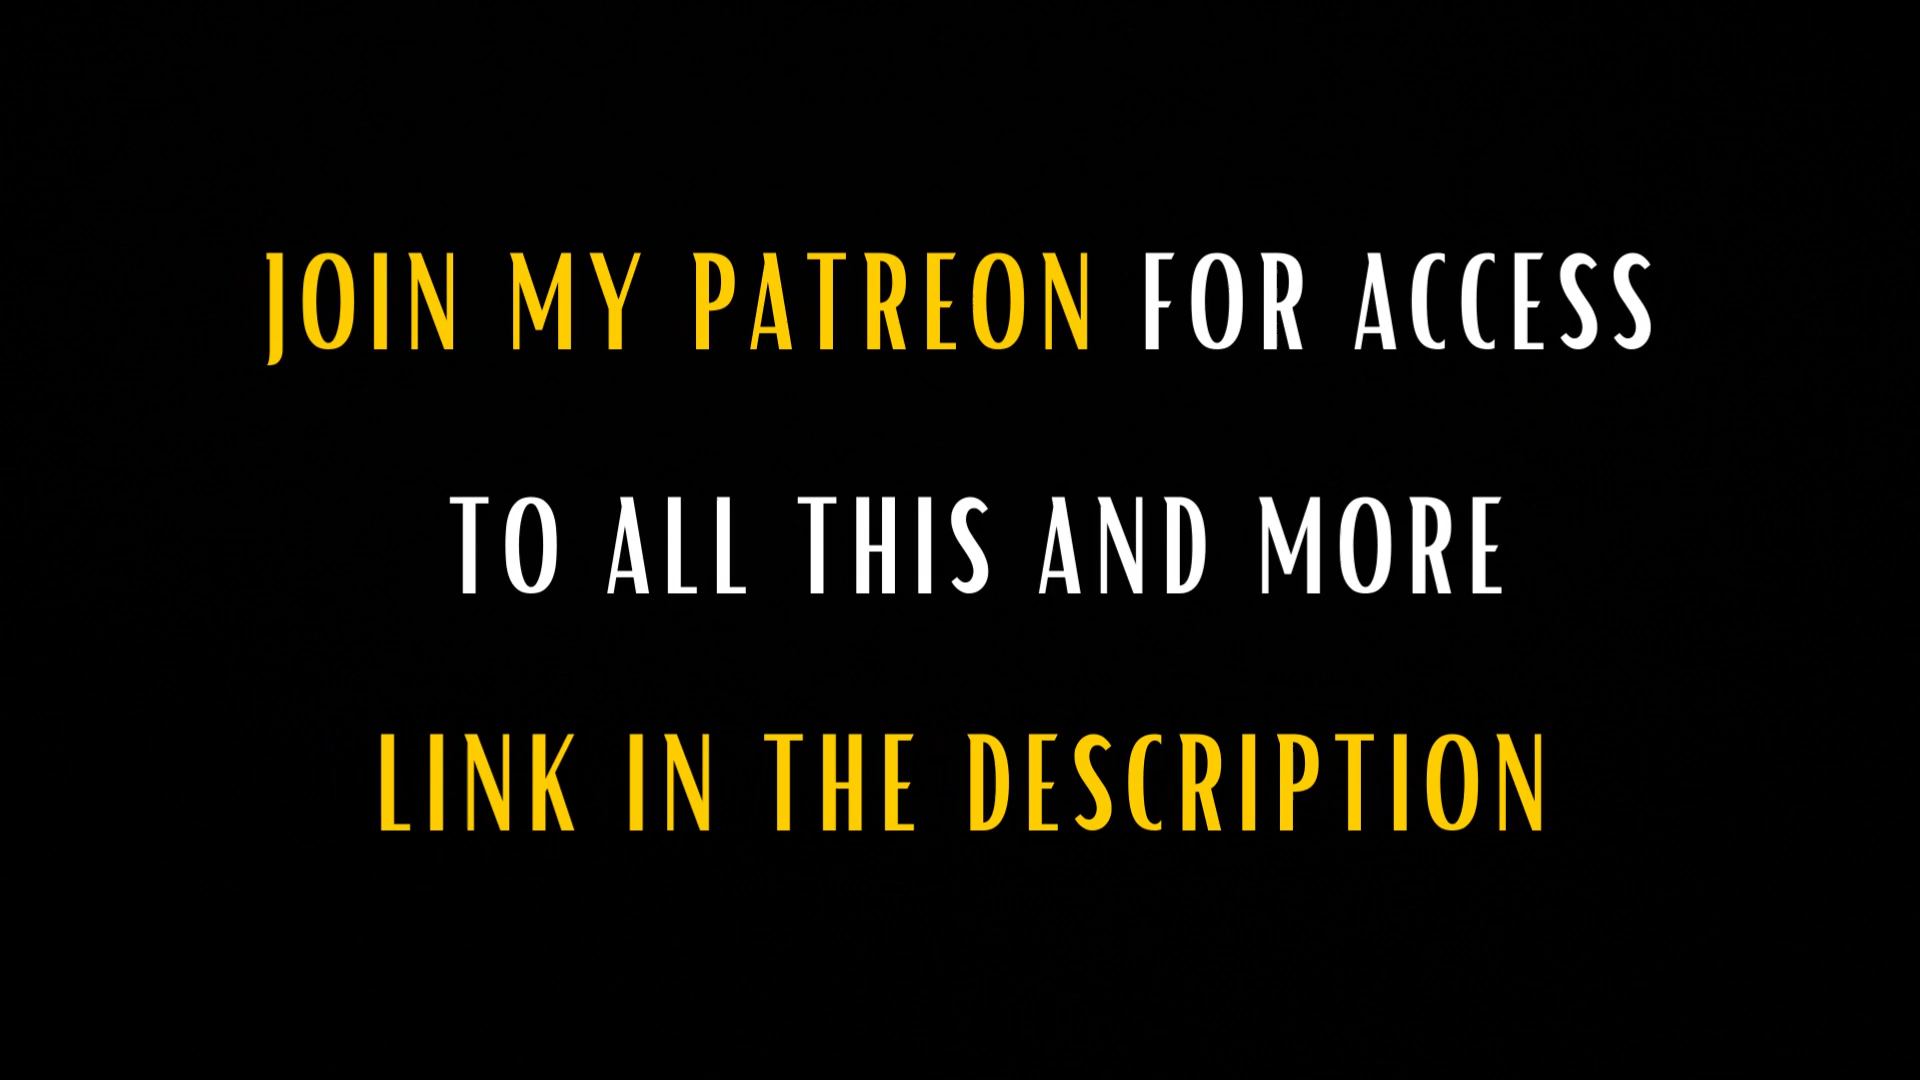 JOIN MY PATREON FOR ACCESS
TO ALL THIS AND MORE
LINK IN THE DESCRIPTION